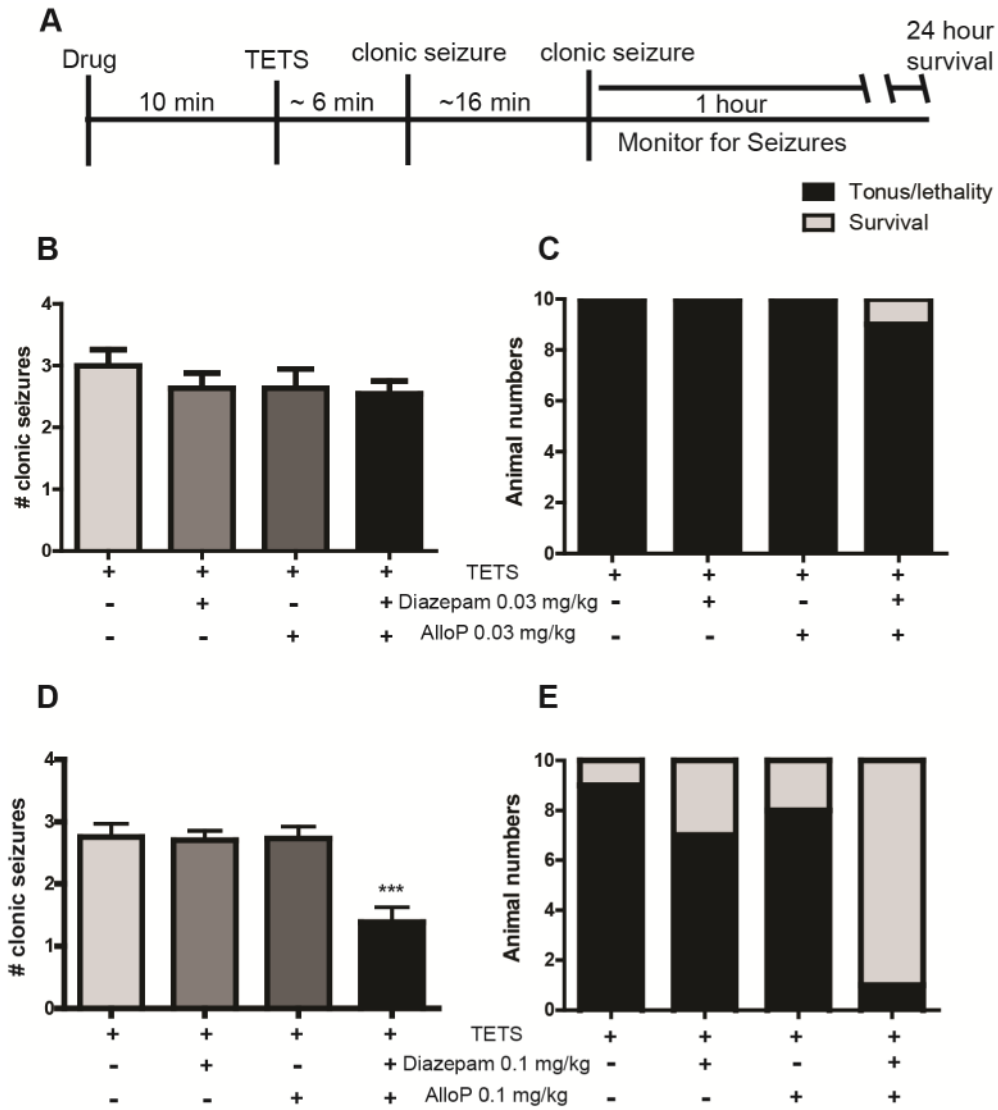 A
Drug
TETS
clonic seizure
clonic seizure
24 hour
survival
10 min
~ 6 min
~16 min
1 hour
Monitor for Seizures
Tonus/lethality
Survival
B
# clonic seizures
4
3
2
1
0
C
Animal numbers
10
8
6
4
2
0
+ + + + TETS + + + +
- + - + Diazepam 0.03 mg/kg - + - +
- - + + AlloP 0.03 mg/kg - - + +
D
# clonic seizures
4
3
2
1
0
***
E
Animal numbers
10
8
6
4
2
0
+ + + + TETS + + + +
- + - + Diazepam 0.1 mg/kg - + - +
- - + + AlloP 0.1 mg/kg - - + +